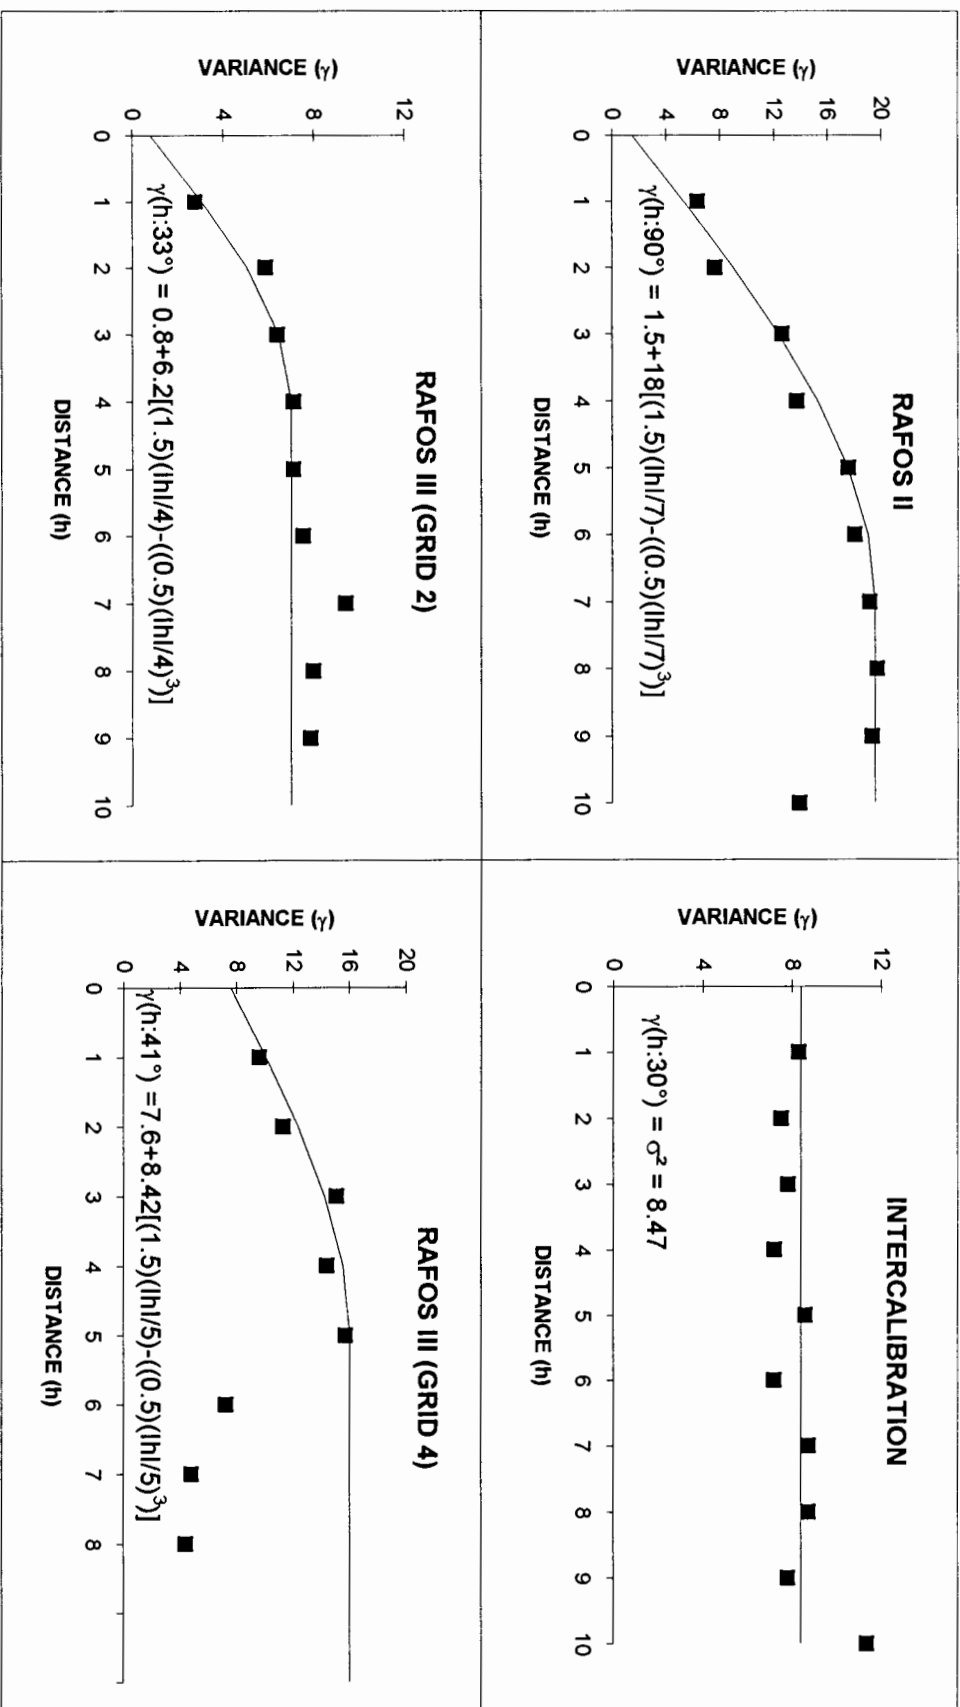 RAFOS II
VARIANCE (γ)
20
16
12
8
4
0
γ(h:90°) = 1.5+18[(1.5)(lhl/7)-((0.5)(lhl/7)³)]
0 1 2 3 4 5 6 7 8 9 10
DISTANCE (h)
INTERCALIBRATION
VARIANCE (γ)
12
8
4
0
γ(h:30°) = σ² = 8.47
0 1 2 3 4 5 6 7 8 9 10
DISTANCE (h)
RAFOS III (GRID 2)
VARIANCE (γ)
12
8
4
0
γ(h:33°) = 0.8+6.2[(1.5)(lhl/4)-((0.5)(lhl/4)³)]
0 1 2 3 4 5 6 7 8 9 10
DISTANCE (h)
RAFOS III (GRID 4)
VARIANCE (γ)
20
16
12
8
4
0
γ(h:41°) =7.6+8.42[(1.5)(lhl/5)-((0.5)(lhl/5)³)]
0 1 2 3 4 5 6 7 8
DISTANCE (h)